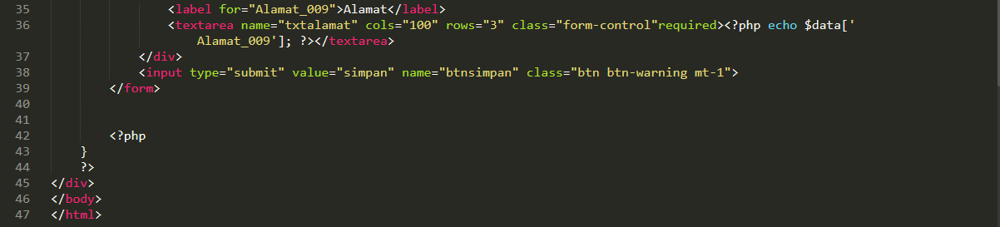 35 <label for="Alamat_009">Alamat</label>
36 <textarea name="txtalamat" cols="100" rows="3" class="form-control"required><?php echo $data['
Alamat_009']; ?></textarea>
37 </div>
38 <input type="submit" value="simpan" name="btnsimpan" class="btn btn-warning mt-1">
39 </form>
40
41
42 <?php
43 }
44 ?>
45 </div>
46 </body>
47 </html>